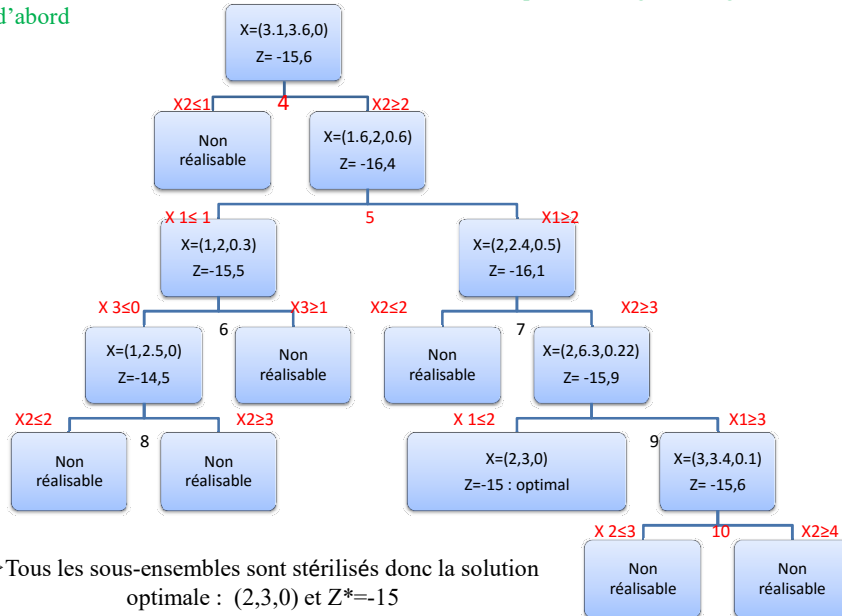 d’abord
X=(3.1,3.6,0)
Z= -15,6
X2≤1
4
X2≥2
Non
réalisable
X=(1.6,2,0.6)
Z= -16,4
X 1≤ 1
5
X1≥2
X=(1,2,0.3)
Z=-15,5
X=(2,2.4,0.5)
Z= -16,1
X 3≤0
6
X3≥1
X2≤2
7
X2≥3
X=(1,2.5,0)
Z=-14,5
Non
réalisable
Non
réalisable
X=(2,6.3,0.22)
Z= -15,9
X2≤2
8
X2≥3
X 1≤2
9
X1≥3
Non
réalisable
Non
réalisable
X=(2,3,0)
Z=-15 : optimal
X=(3,3.4,0.1)
Z= -15,6
X 2≤3
10
X2≥4
Non
réalisable
Non
réalisable
Tous les sous-ensembles sont stérilisés donc la solution
optimale : (2,3,0) et Z*=-15